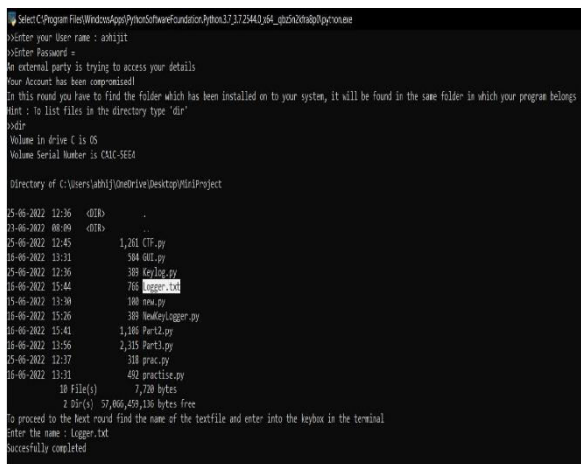 Select C:\Program Files\WindowsApps\PythonSoftwareFoundation.Python.3.7_3.7.2544.0_x64__qbz5n2kfra8p0\python.exe
>>Enter your User name : abhijit
>>Enter Password =
An external party is trying to access your details
Your Account has been compromised!
In this round you have to find the folder which has been installed on to your system, it will be found in the same folder in which your program belongs
Hint : To list files in the directory type 'dir'
>>dir
Volume in drive C is OS
Volume Serial Number is CA1C-5EE4
Directory of C:\Users\abhij\OneDrive\Desktop\MiniProject
25-06-2022 12:36 <DIR> .
23-06-2022 08:09 <DIR> ..
25-06-2022 12:45 1,261 CTF.py
16-06-2022 13:31 584 GUI.py
25-06-2022 12:36 389 Keylog.py
16-06-2022 15:44 766 Logger.txt
15-06-2022 13:30 100 new.py
16-06-2022 15:26 389 NewKeyLogger.py
16-06-2022 15:41 1,106 Part2.py
16-06-2022 13:56 2,315 Part3.py
25-06-2022 12:37 318 prac.py
16-06-2022 13:31 492 practise.py
10 File(s) 7,720 bytes
2 Dir(s) 57,066,459,136 bytes free
To proceed to the Next round find the name of the textfile and enter into the keybox in the terminal
Enter the name : Logger.txt
Succesfully completed